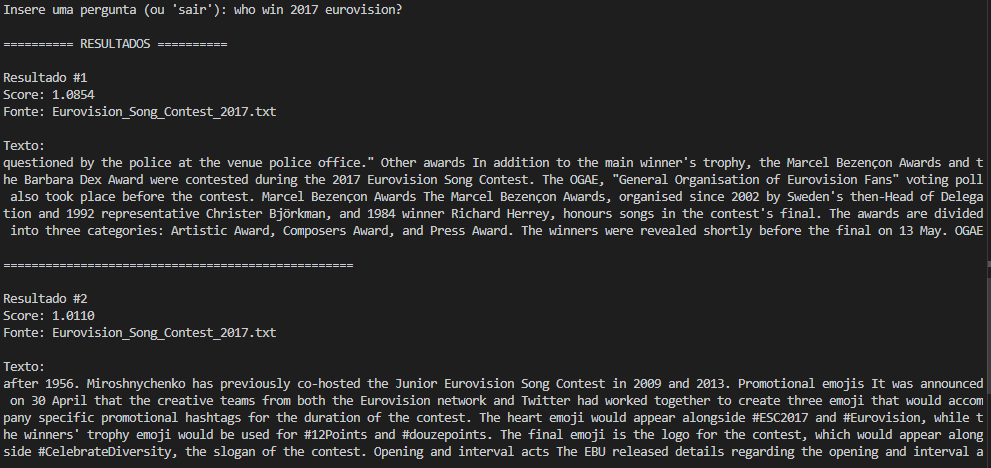 Insere uma pergunta (ou 'sair'): who win 2017 eurovision?
========== RESULTADOS ==========
Resultado #1
Score: 1.0854
Fonte: Eurovision_Song_Contest_2017.txt
Texto:
questioned by the police at the venue police office." Other awards In addition to the main winner's trophy, the Marcel Bezençon Awards and t
he Barbara Dex Award were contested during the 2017 Eurovision Song Contest. The OGAE, "General Organisation of Eurovision Fans" voting poll
also took place before the contest. Marcel Bezençon Awards The Marcel Bezençon Awards, organised since 2002 by Sweden's then-Head of Delega
tion and 1992 representative Christer Björkman, and 1984 winner Richard Herrey, honours songs in the contest's final. The awards are divided
into three categories: Artistic Award, Composers Award, and Press Award. The winners were revealed shortly before the final on 13 May. OGAE
==================================================
Resultado #2
Score: 1.0110
Fonte: Eurovision_Song_Contest_2017.txt
Texto:
after 1956. Miroshnychenko has previously co-hosted the Junior Eurovision Song Contest in 2009 and 2013. Promotional emojis It was announced
on 30 April that the creative teams from both the Eurovision network and Twitter had worked together to create three emoji that would accom
pany specific promotional hashtags for the duration of the contest. The heart emoji would appear alongside #ESC2017 and #Eurovision, while t
he winners' trophy emoji would be used for #12Points and #douzepoints. The final emoji is the logo for the contest, which would appear along
side #CelebrateDiversity, the slogan of the contest. Opening and interval acts The EBU released details regarding the opening and interval a